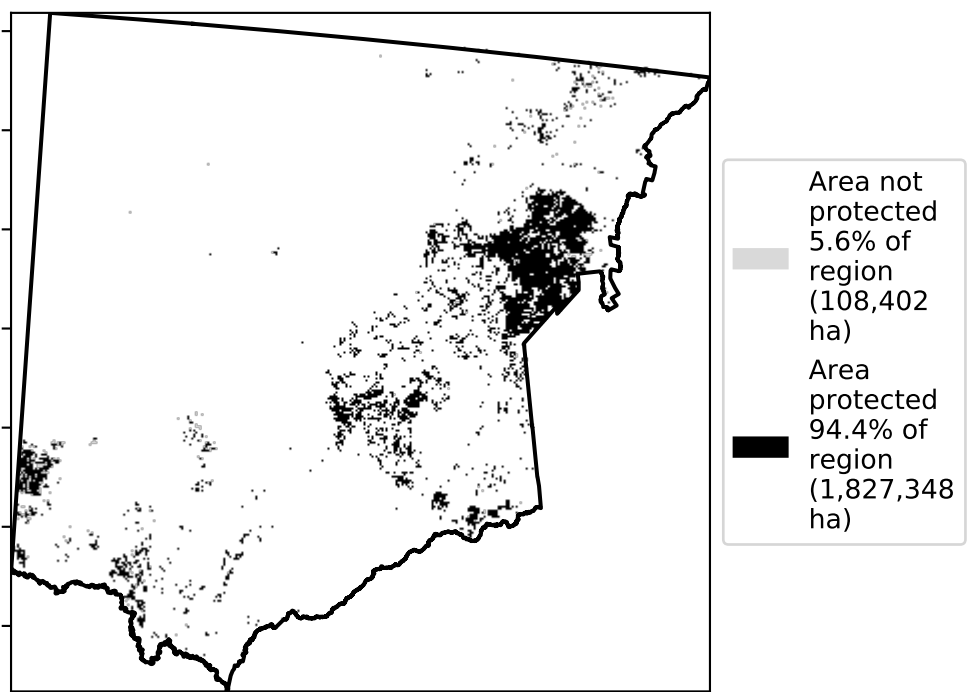 Area not
protected
5.6% of
region
(108,402
ha)
Area
protected
94.4% of
region
(1,827,348
ha)